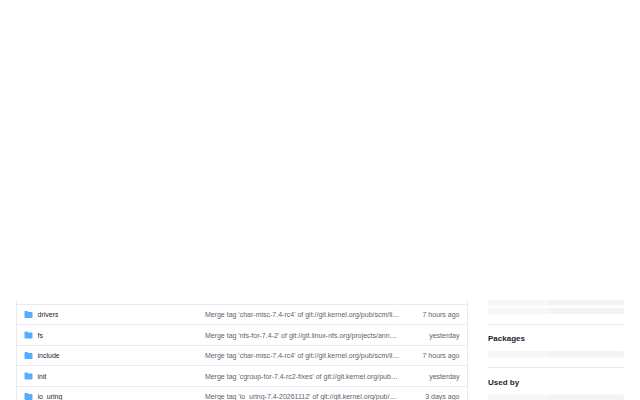 drivers Merge tag 'char-misc-7.4-rc4' of git://git.kernel.org/pub/scm/li... 7 hours ago
Packages
fs Merge tag 'nfs-for-7.4-2' of git://git.linux-nfs.org/projects/ann... yesterday
include Merge tag 'char-misc-7.4-rc4' of git://git.kernel.org/pub/scm/li... 7 hours ago
init Merge tag 'cgroup-for-7.4-rc2-fixes' of git://git.kernel.org/pub... yesterday
Used by
io_uring Merge tag 'io_uring-7.4-20261112' of git://git.kernel.org/pub/... 3 days ago